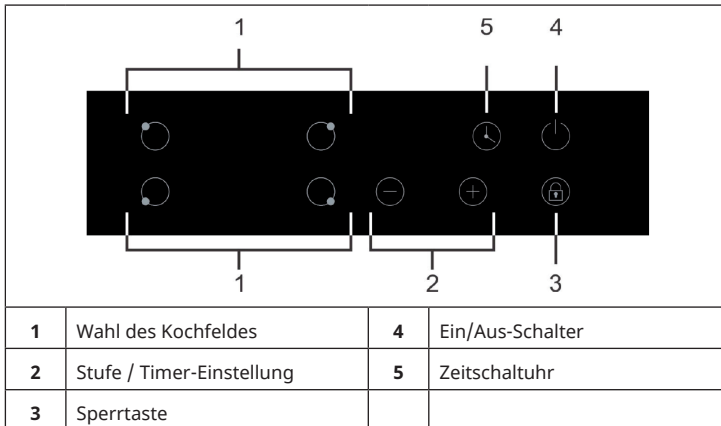 1 5 4
1 2 3
1 Wahl des Kochfeldes 4 Ein/Aus-Schalter
2 Stufe / Timer-Einstellung 5 Zeitschaltuhr
3 Sperrtaste